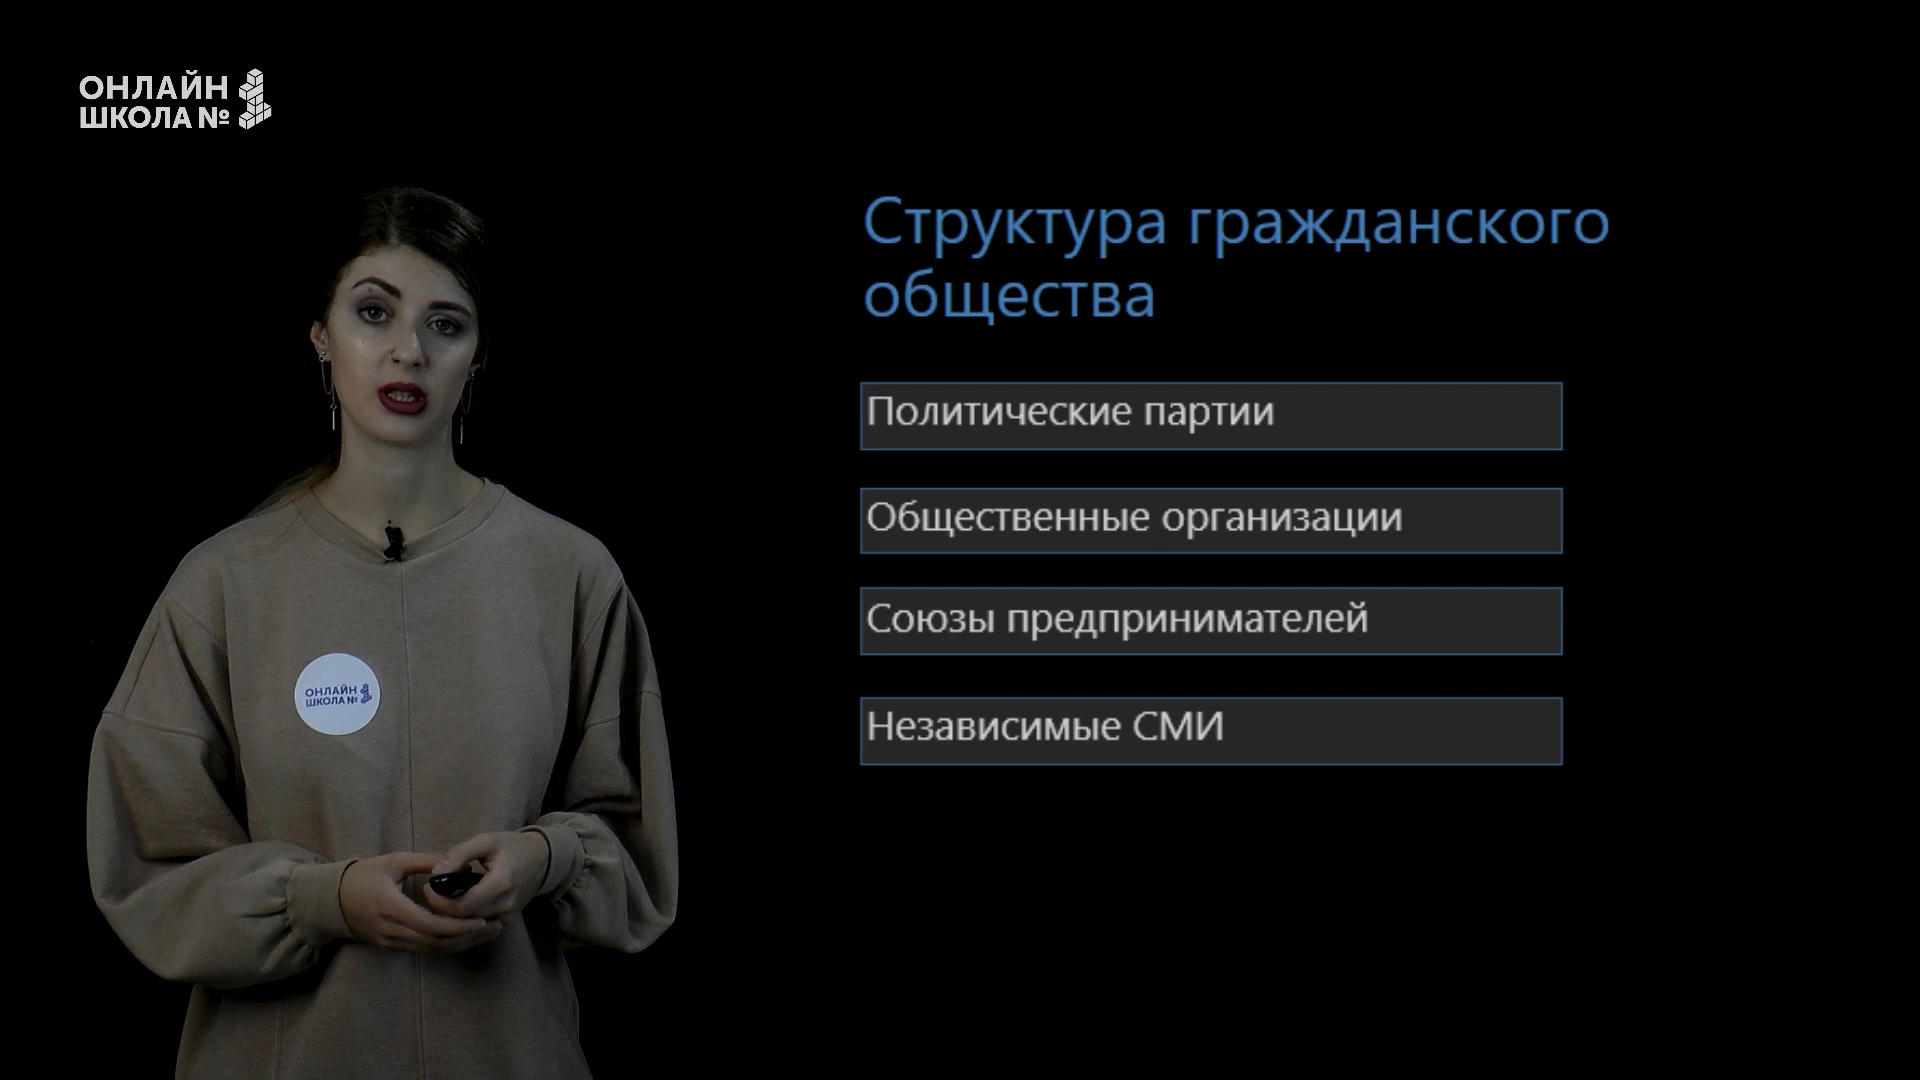 ОНЛАЙН
ШКОЛА №
Структура гражданского
общества
Политические партии
Общественные организации
Союзы предпринимателей
Независимые СМИ
ОНЛАЙН
ШКОЛА №